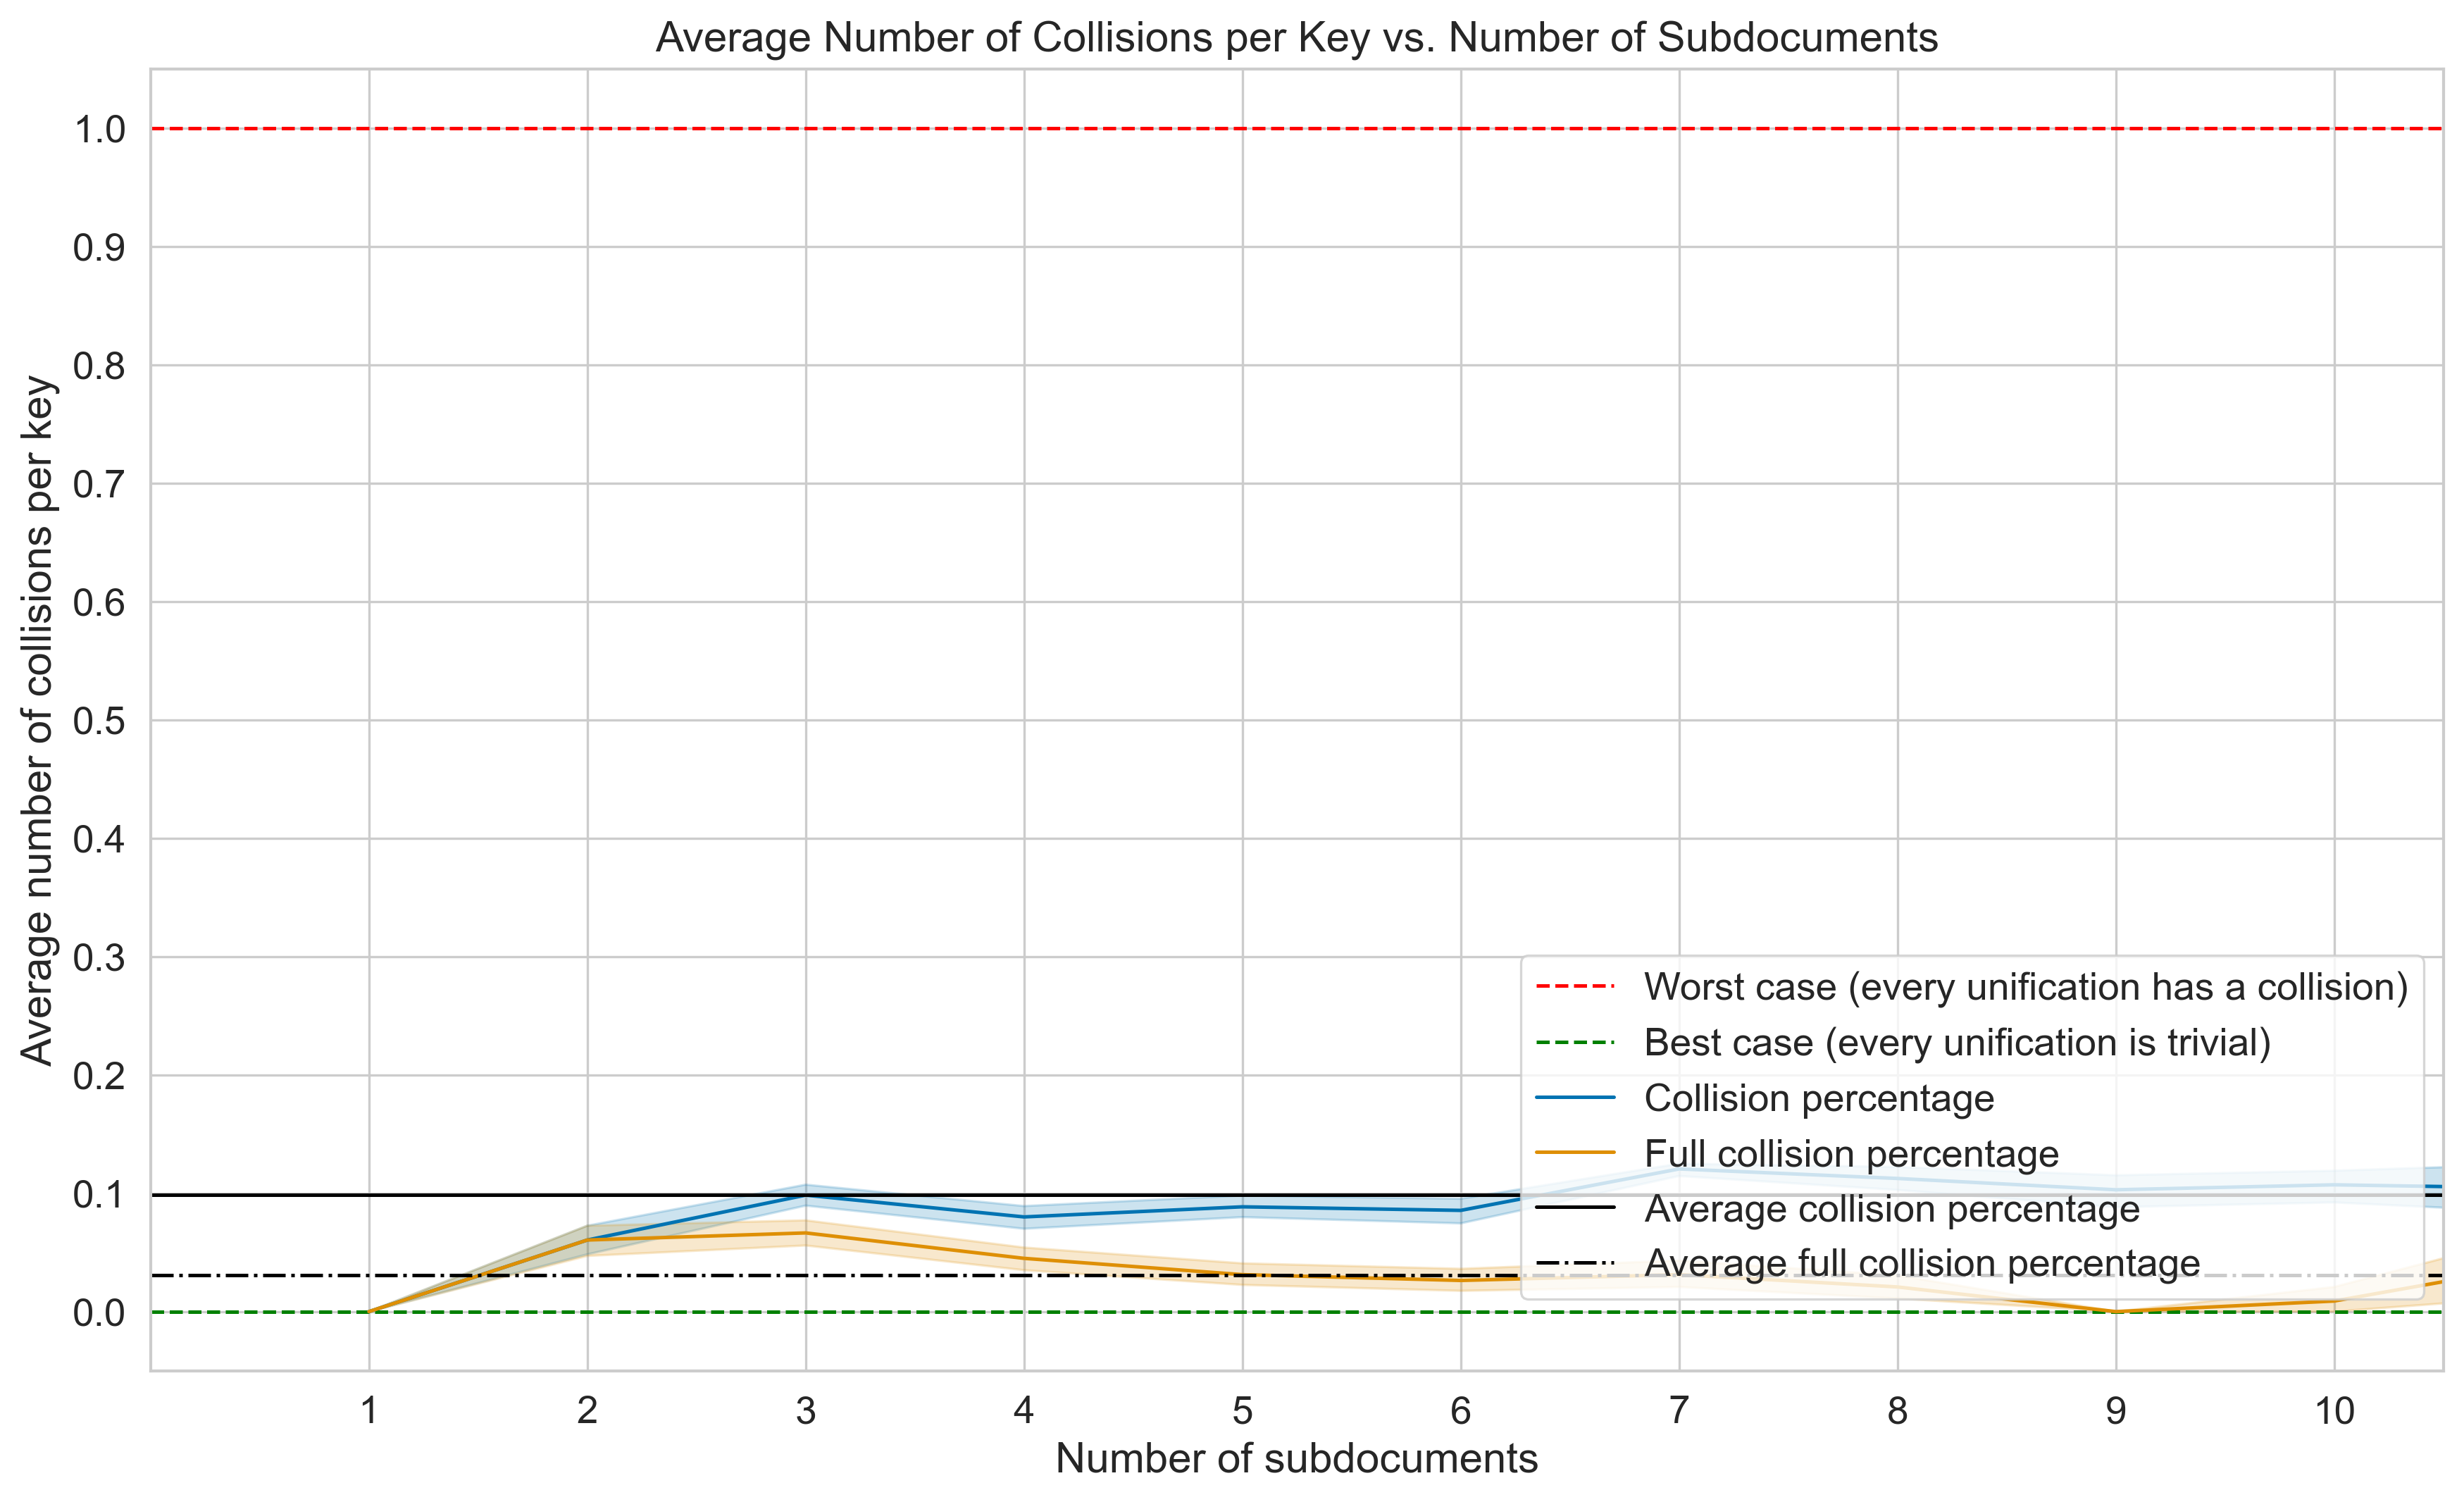 Average Number of Collisions per Key vs. Number of Subdocuments
Average number of collisions per key
1.0
0.9
0.8
0.7
0.6
0.5
0.4
0.3
0.2
0.1
0.0
Worst case (every unification has a collision)
Best case (every unification is trivial)
Collision percentage
Full collision percentage
Average collision percentage
Average full collision percentage
1 2 3 4 5 6 7 8 9 10
Number of subdocuments